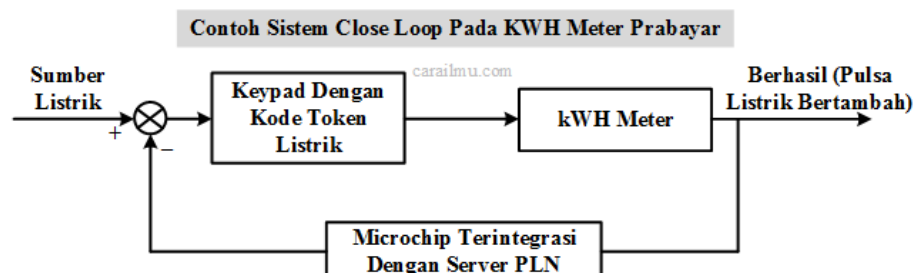 Contoh Sistem Close Loop Pada KWH Meter Prabayar
carailmu.com
Sumber
Listrik
+
−
Keypad Dengan
Kode Token
Listrik
kWH Meter
Berhasil (Pulsa
Listrik Bertambah)
Microchip Terintegrasi
Dengan Server PLN